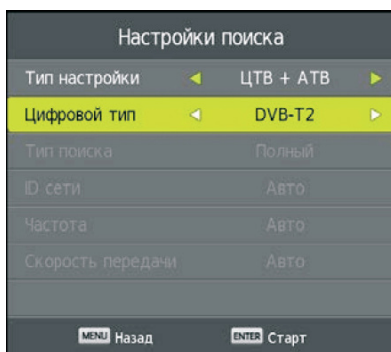 Настройки поиска
Тип настройки ЦТВ + АТВ
Цифровой тип DVB-T2
Тип поиска Полный
ID сети Авто
Частота Авто
Скорость передачи Авто
MENU Назад ENTER Старт